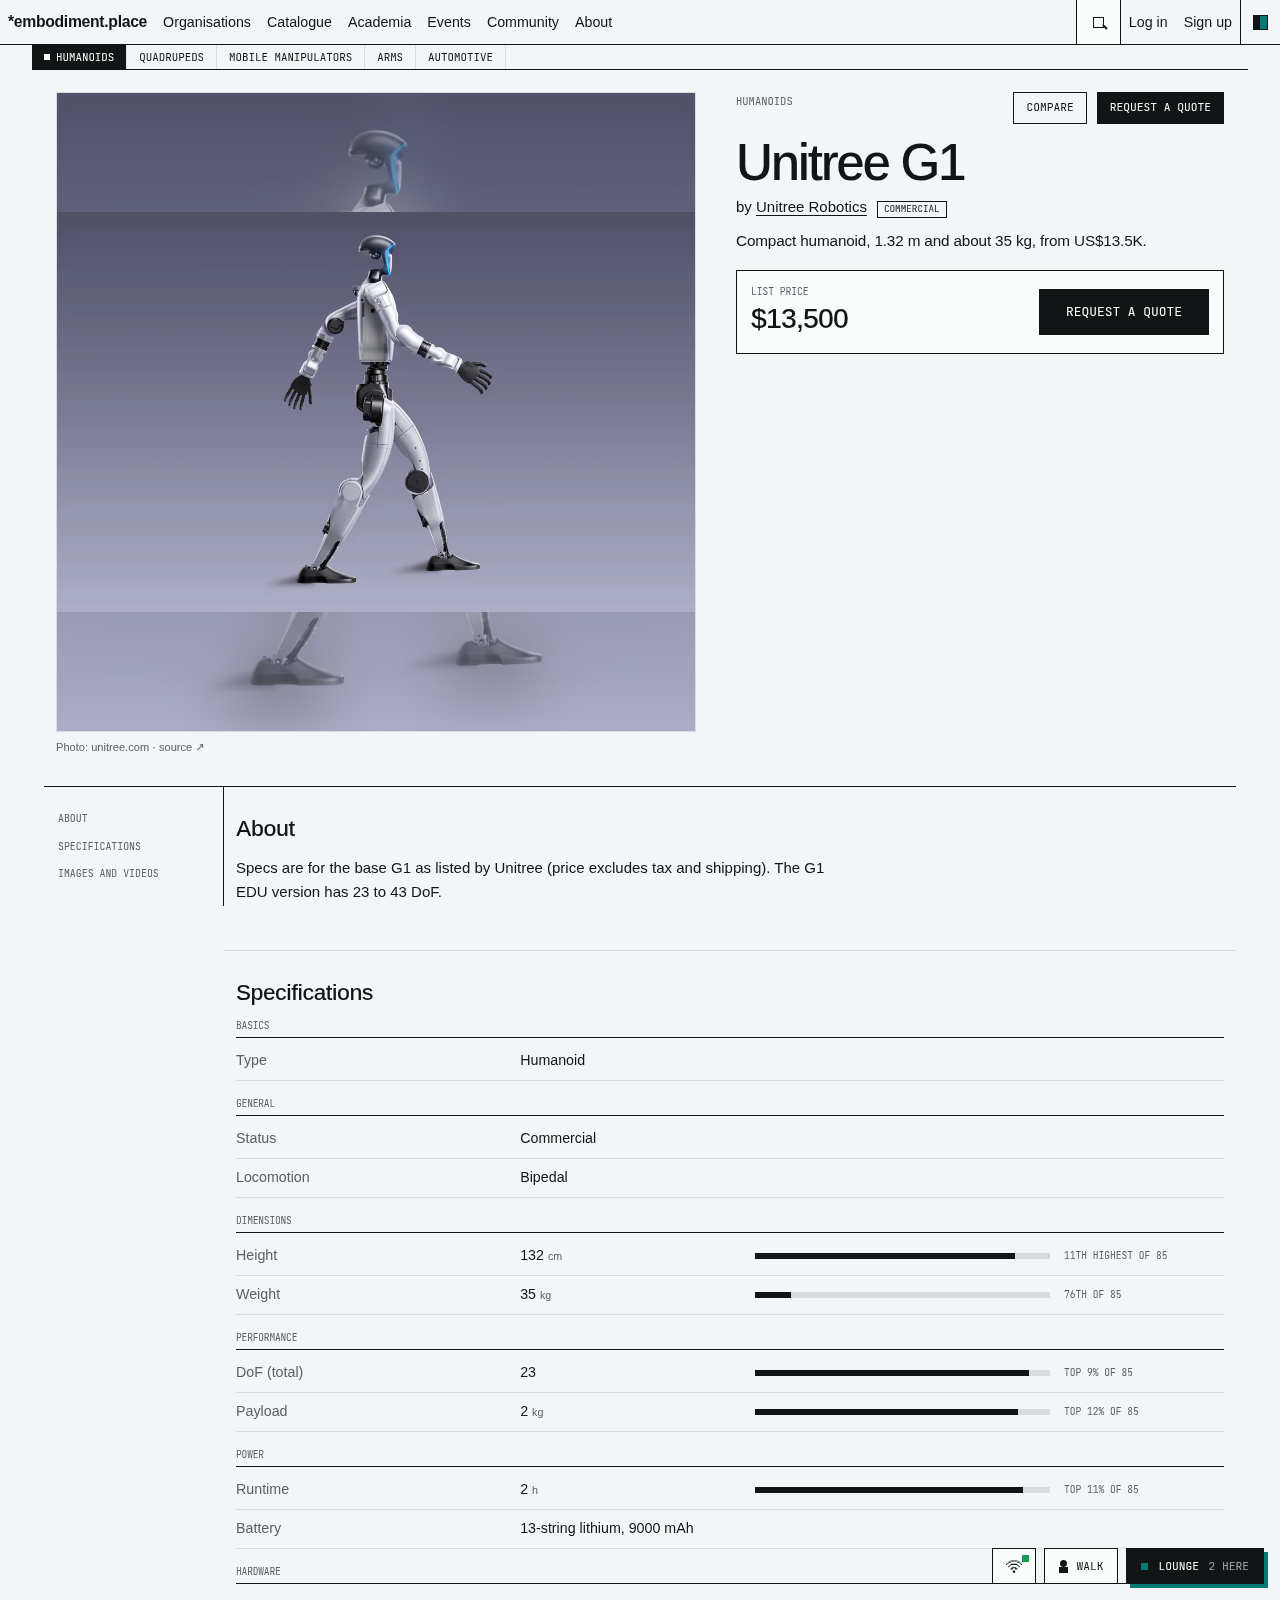 *embodiment.place Organisations Catalogue Academia Events Community About Log in Sign up
HUMANOIDS QUADRUPEDS MOBILE MANIPULATORS ARMS AUTOMOTIVE
HUMANOIDS COMPARE REQUEST A QUOTE
Unitree G1
by Unitree Robotics COMMERCIAL
Compact humanoid, 1.32 m and about 35 kg, from US$13.5K.
LIST PRICE
$13,500 REQUEST A QUOTE
Photo: unitree.com · source ↗
ABOUT
SPECIFICATIONS
IMAGES AND VIDEOS
About
Specs are for the base G1 as listed by Unitree (price excludes tax and shipping). The G1
EDU version has 23 to 43 DoF.
Specifications
BASICS
Type Humanoid
GENERAL
Status Commercial
Locomotion Bipedal
DIMENSIONS
Height 132 cm 11TH HIGHEST OF 85
Weight 35 kg 76TH OF 85
PERFORMANCE
DoF (total) 23 TOP 9% OF 85
Payload 2 kg TOP 12% OF 85
POWER
Runtime 2 h TOP 11% OF 85
Battery 13-string lithium, 9000 mAh
HARDWARE
WALK LOUNGE 2 HERE